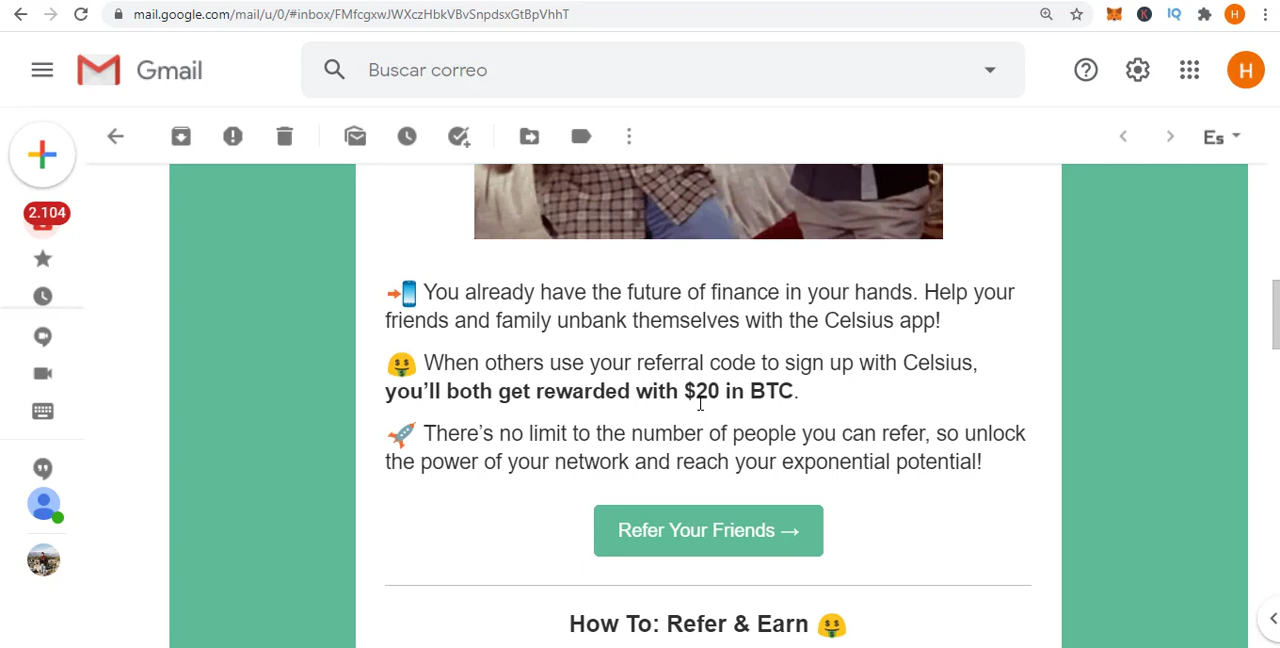 mail.google.com/mail/u/0/#inbox/FMfcgxwJWXczHbkVBvSnpdsxGtBpVhhT
K
IQ
H
Gmail
Buscar correo
H
Es
2.104
You already have the future of finance in your hands. Help your
friends and family unbank themselves with the Celsius app!
When others use your referral code to sign up with Celsius,
you’ll both get rewarded with $20 in BTC.
There’s no limit to the number of people you can refer, so unlock
the power of your network and reach your exponential potential!
Refer Your Friends →
How To: Refer & Earn